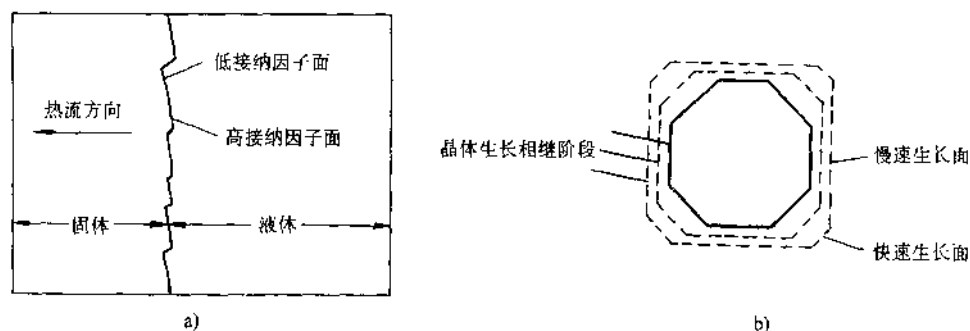 低接纳因子面
热流方向
高接纳因子面
固体
液体
a)
晶体生长相继阶段
慢速生长面
快速生长面
b)